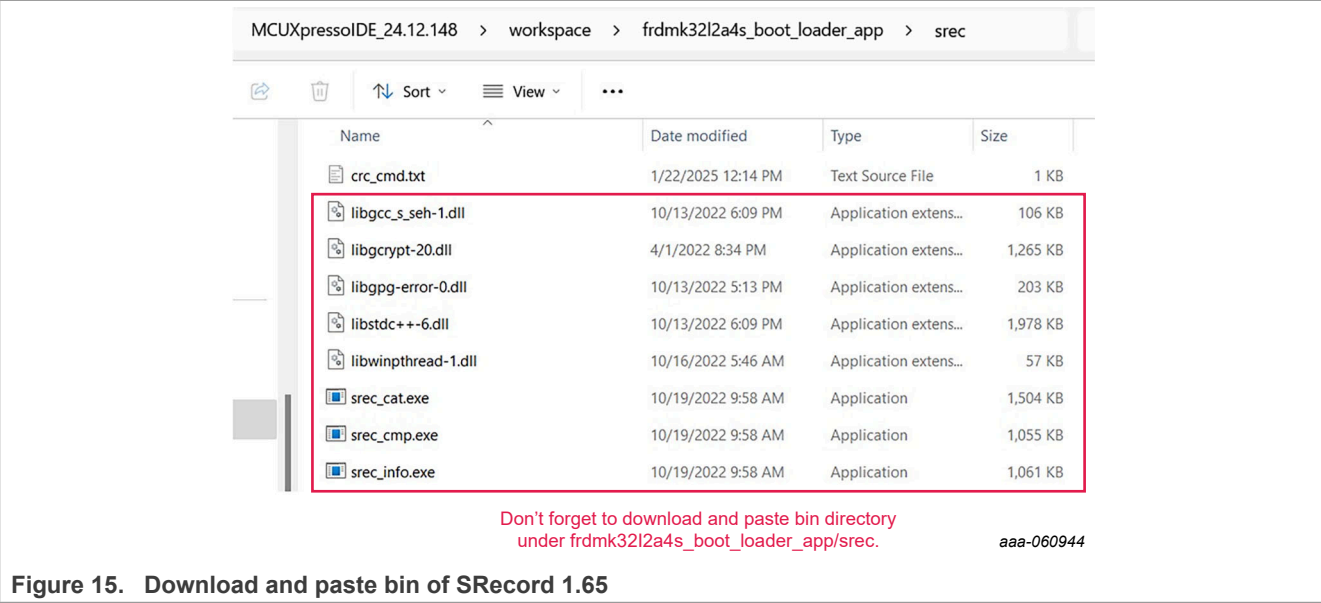 MCUXpressoIDE_24.12.148 > workspace > frdmk32l2a4s_boot_loader_app > srec
Sort View ...
Name Date modified Type Size
crc_cmd.txt 1/22/2025 12:14 PM Text Source File 1 KB
libgcc_s_seh-1.dll 10/13/2022 6:09 PM Application extens... 106 KB
libgcrypt-20.dll 4/1/2022 8:34 PM Application extens... 1,265 KB
libgpg-error-0.dll 10/13/2022 5:13 PM Application extens... 203 KB
libstdc++-6.dll 10/13/2022 6:09 PM Application extens... 1,978 KB
libwinpthread-1.dll 10/16/2022 5:46 AM Application extens... 57 KB
srec_cat.exe 10/19/2022 9:58 AM Application 1,504 KB
srec_cmp.exe 10/19/2022 9:58 AM Application 1,055 KB
srec_info.exe 10/19/2022 9:58 AM Application 1,061 KB
Don't forget to download and paste bin directory
under frdmk32l2a4s_boot_loader_app/srec.
aaa-060944
Figure 15. Download and paste bin of SRecord 1.65